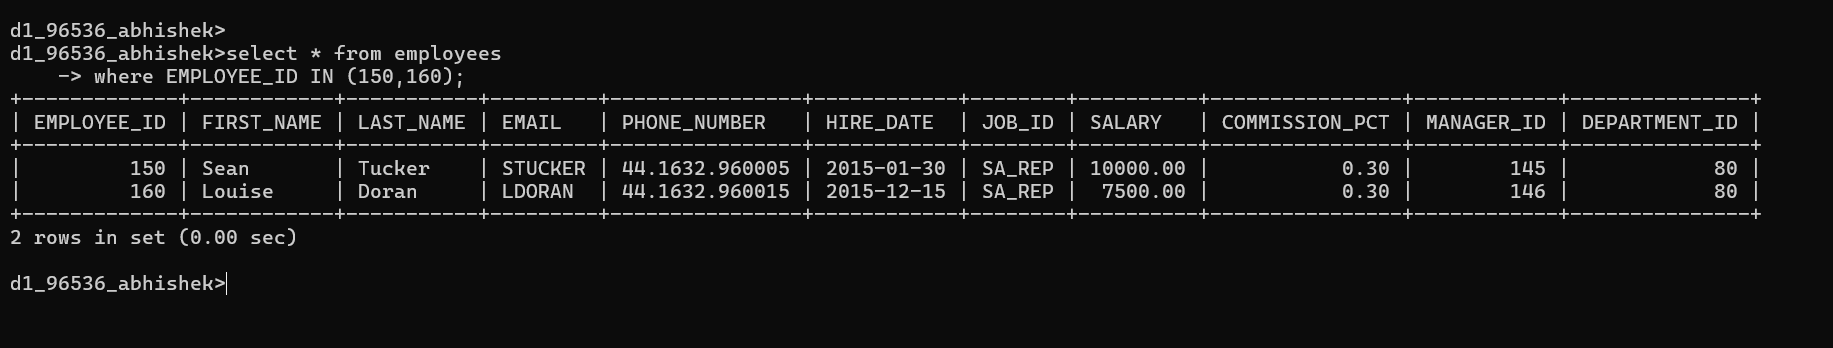 d1_96536_abhishek>
d1_96536_abhishek>select * from employees
    -> where EMPLOYEE_ID IN (150,160);
+-------------+------------+-----------+---------+----------------+------------+--------+----------+----------------+------------+---------------+
| EMPLOYEE_ID | FIRST_NAME | LAST_NAME | EMAIL   | PHONE_NUMBER   | HIRE_DATE  | JOB_ID | SALARY   | COMMISSION_PCT | MANAGER_ID | DEPARTMENT_ID |
+-------------+------------+-----------+---------+----------------+------------+--------+----------+----------------+------------+---------------+
|         150 | Sean       | Tucker    | STUCKER | 44.1632.960005 | 2015-01-30 | SA_REP | 10000.00 |           0.30 |        145 |            80 |
|         160 | Louise     | Doran     | LDORAN  | 44.1632.960015 | 2015-12-15 | SA_REP |  7500.00 |           0.30 |        146 |            80 |
+-------------+------------+-----------+---------+----------------+------------+--------+----------+----------------+------------+---------------+
2 rows in set (0.00 sec)
d1_96536_abhishek>